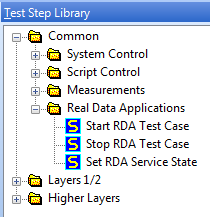 Test Step Library
Common
System Control
Script Control
Measurements
Real Data Applications
Start RDA Test Case
Stop RDA Test Case
Set RDA Service State
Layers 1/2
Higher Layers